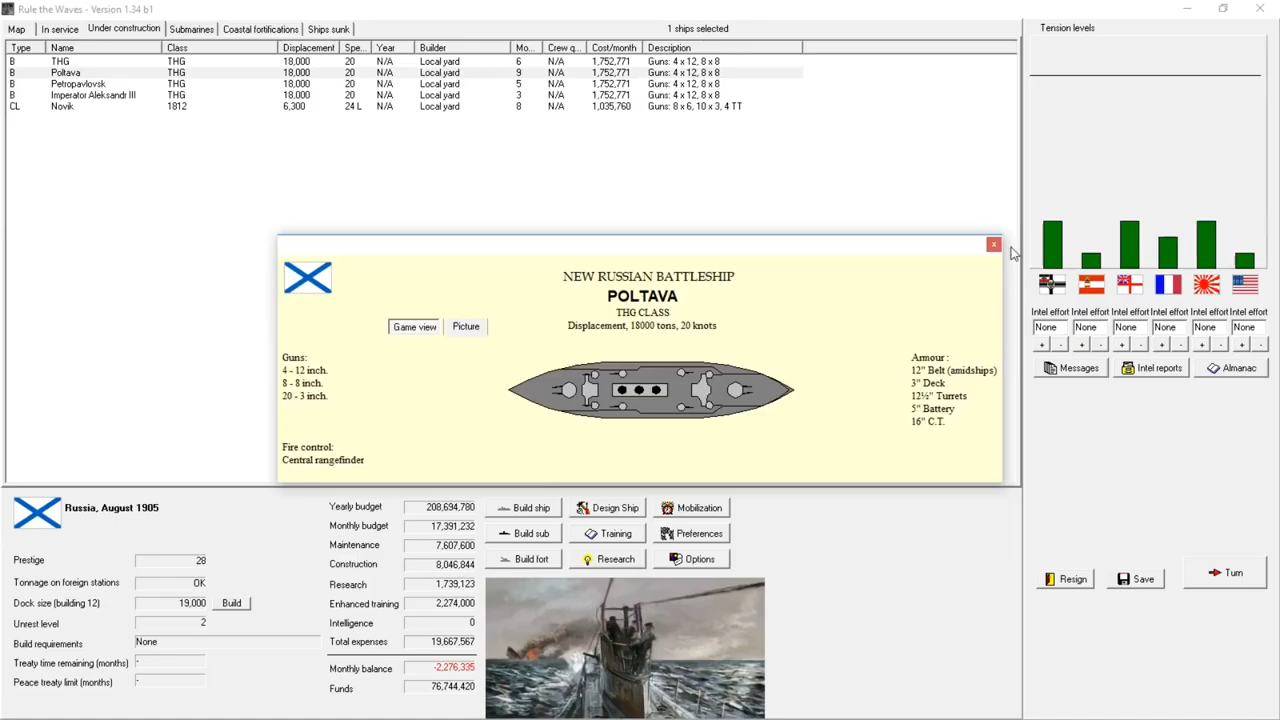 Rule the Waves - Version 1.34 b1
Map In service Under construction Submarines Coastal fortifications Ships sunk 1 ships selected
Type Name Class Displacement Spe... Year Builder Mo... Crew q... Cost/month Description
B THG THG 18,000 20 N/A Local yard 6 N/A 1,752,771 Guns: 4 x 12, 8 x 8
B Poltava THG 18,000 20 N/A Local yard 9 N/A 1,752,771 Guns: 4 x 12, 8 x 8
B Petropavlovsk THG 18,000 20 N/A Local yard 5 N/A 1,752,771 Guns: 4 x 12, 8 x 8
B Imperator Aleksandr III THG 18,000 20 N/A Local yard 3 N/A 1,752,771 Guns: 4 x 12, 8 x 8
CL Novik 1812 6,300 24 L N/A Local yard 8 N/A 1,035,760 Guns: 8 x 6, 10 x 3, 4 TT
x
NEW RUSSIAN BATTLESHIP
POLTAVA
THG CLASS
Displacement, 18000 tons, 20 knots
Game view Picture
Guns:
4 - 12 inch.
8 - 8 inch.
20 - 3 inch.
Fire control:
Central rangefinder
Armour :
12" Belt (amidships)
3" Deck
12½" Turrets
5" Battery
16" C.T.
Tension levels
Intel effort Intel effort Intel effort Intel effort Intel effort Intel effort
None None None None None None
+ - + - + - + - + - + -
Messages Intel reports Almanac
Russia, August 1905
Prestige 28
Tonnage on foreign stations OK
Dock size (building 12) 19,000 Build
Unrest level 2
Build requirements None
Treaty time remaining (months) -
Peace treaty limit (months) -
Yearly budget 208,694,780
Monthly budget 17,391,232
Maintenance 7,607,600
Construction 8,046,844
Research 1,739,123
Enhanced training 2,274,000
Intelligence 0
Total expenses 19,667,567
Monthly balance -2,276,335
Funds 76,744,420
Build ship Design Ship Mobilization
Build sub Training Preferences
Build fort Research Options
Resign Save Turn